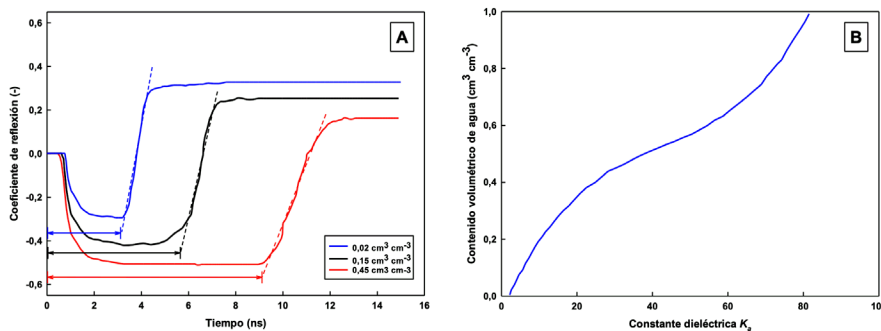 0,6
0,4
0,2
0,0
-0,2
-0,4
-0,6
Coeficiente de reflexión (-)
A
0,02 cm³ cm⁻³
0,15 cm³ cm⁻³
0,45 cm3 cm-3
0 2 4 6 8 10 12 14 16
Tiempo (ns)
1,0
0,8
0,6
0,4
0,2
0,0
Contenido volumétrico de agua (cm³ cm⁻³)
B
0 20 40 60 80 100
Constante dieléctrica Kₐ